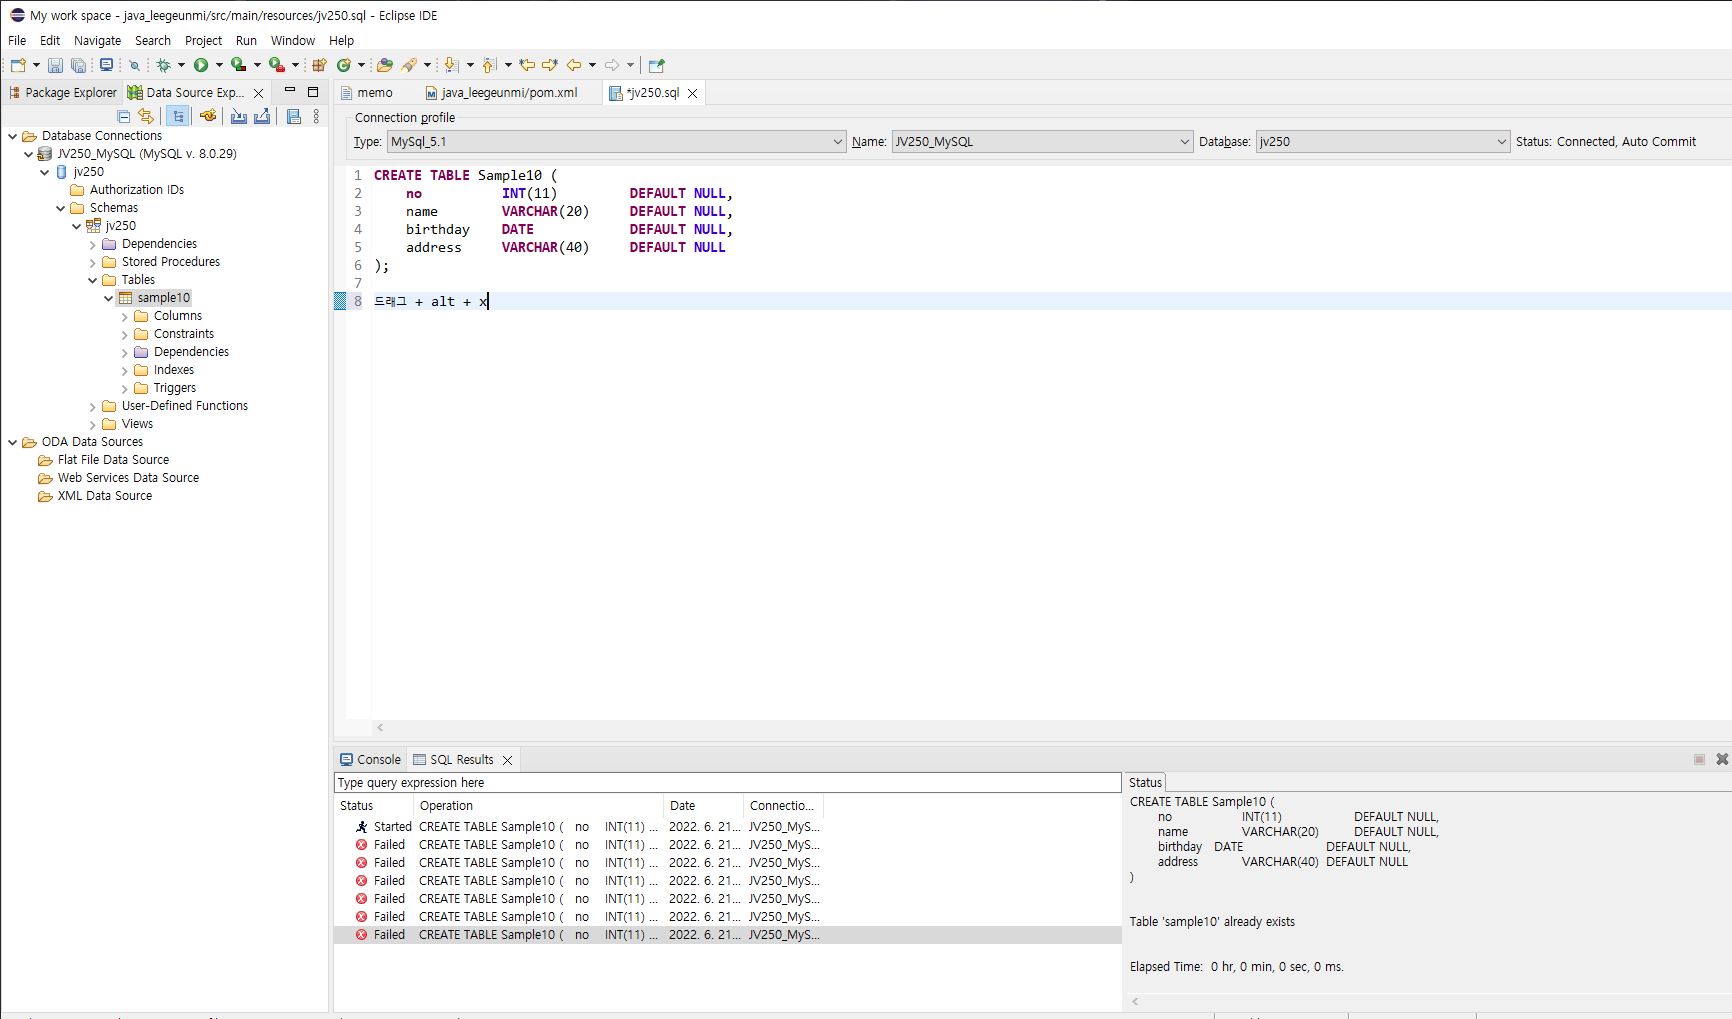 My work space - java_leegeunmi/src/main/resources/jv250.sql - Eclipse IDE
File Edit Navigate Search Project Run Window Help
Package Explorer Data Source Exp...
memo java_leegeunmi/pom.xml *jv250.sql
Connection profile
Type: MySql_5.1 Name: JV250_MySQL Database: jv250 Status: Connected, Auto Commit
Database Connections
JV250_MySQL (MySQL v. 8.0.29)
jv250
Authorization IDs
Schemas
jv250
Dependencies
Stored Procedures
Tables
sample10
Columns
Constraints
Dependencies
Indexes
Triggers
User-Defined Functions
Views
ODA Data Sources
Flat File Data Source
Web Services Data Source
XML Data Source
1 CREATE TABLE Sample10 (
2 no INT(11) DEFAULT NULL,
3 name VARCHAR(20) DEFAULT NULL,
4 birthday DATE DEFAULT NULL,
5 address VARCHAR(40) DEFAULT NULL
6 );
7
8 드래그 + alt + x
Console SQL Results
Type query expression here
Status Operation Date Connectio...
Started CREATE TABLE Sample10 ( no INT(11) ... 2022. 6. 21... JV250_MyS...
Failed CREATE TABLE Sample10 ( no INT(11) ... 2022. 6. 21... JV250_MyS...
Failed CREATE TABLE Sample10 ( no INT(11) ... 2022. 6. 21... JV250_MyS...
Failed CREATE TABLE Sample10 ( no INT(11) ... 2022. 6. 21... JV250_MyS...
Failed CREATE TABLE Sample10 ( no INT(11) ... 2022. 6. 21... JV250_MyS...
Failed CREATE TABLE Sample10 ( no INT(11) ... 2022. 6. 21... JV250_MyS...
Failed CREATE TABLE Sample10 ( no INT(11) ... 2022. 6. 21... JV250_MyS...
Status
CREATE TABLE Sample10 (
no INT(11) DEFAULT NULL,
name VARCHAR(20) DEFAULT NULL,
birthday DATE DEFAULT NULL,
address VARCHAR(40) DEFAULT NULL
)
Table 'sample10' already exists
Elapsed Time: 0 hr, 0 min, 0 sec, 0 ms.